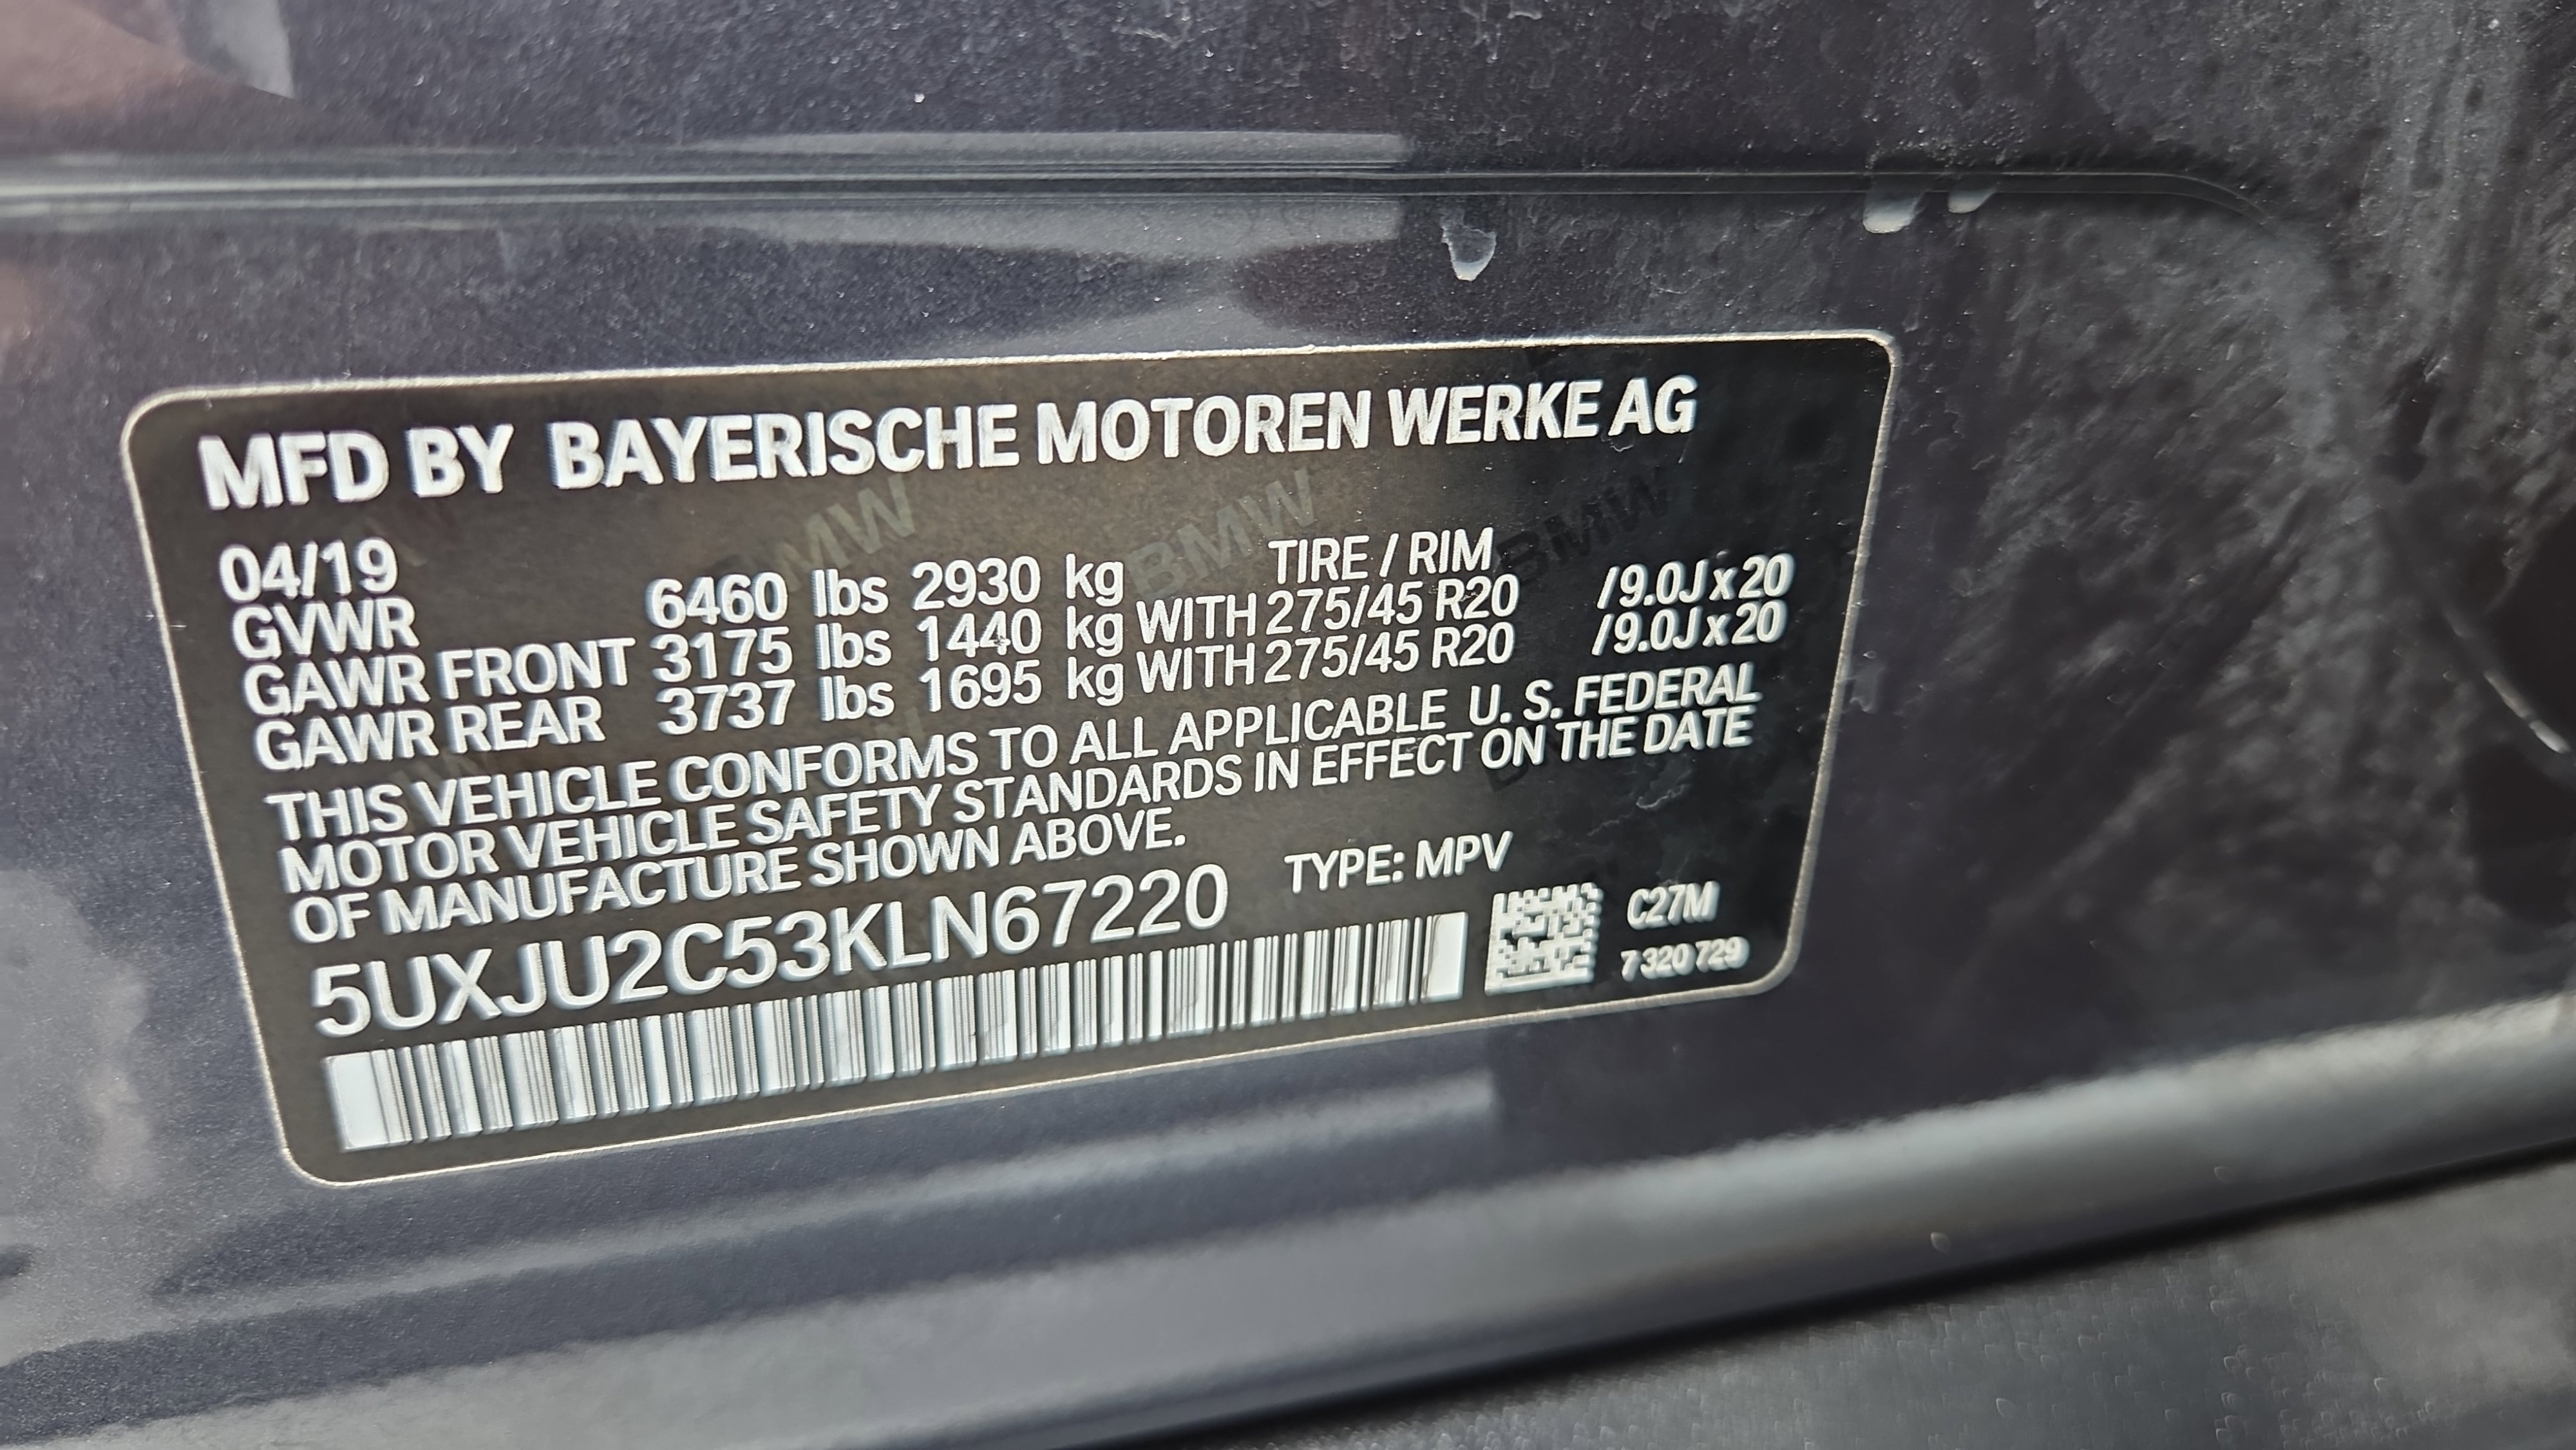 MFD BY BAYERISCHE MOTOREN WERKE AG
04/19 TIRE / RIM
GVWR 6460 lbs 2930 kg
GAWR FRONT 3175 lbs 1440 kg WITH 275/45 R20 /9.0J x 20
GAWR REAR 3737 lbs 1695 kg WITH 275/45 R20 /9.0J x 20
THIS VEHICLE CONFORMS TO ALL APPLICABLE U. S. FEDERAL
MOTOR VEHICLE SAFETY STANDARDS IN EFFECT ON THE DATE
OF MANUFACTURE SHOWN ABOVE.
5UXJU2C53KLN67220 TYPE: MPV
C27M
7 320 729
BMW
BMW
BMW